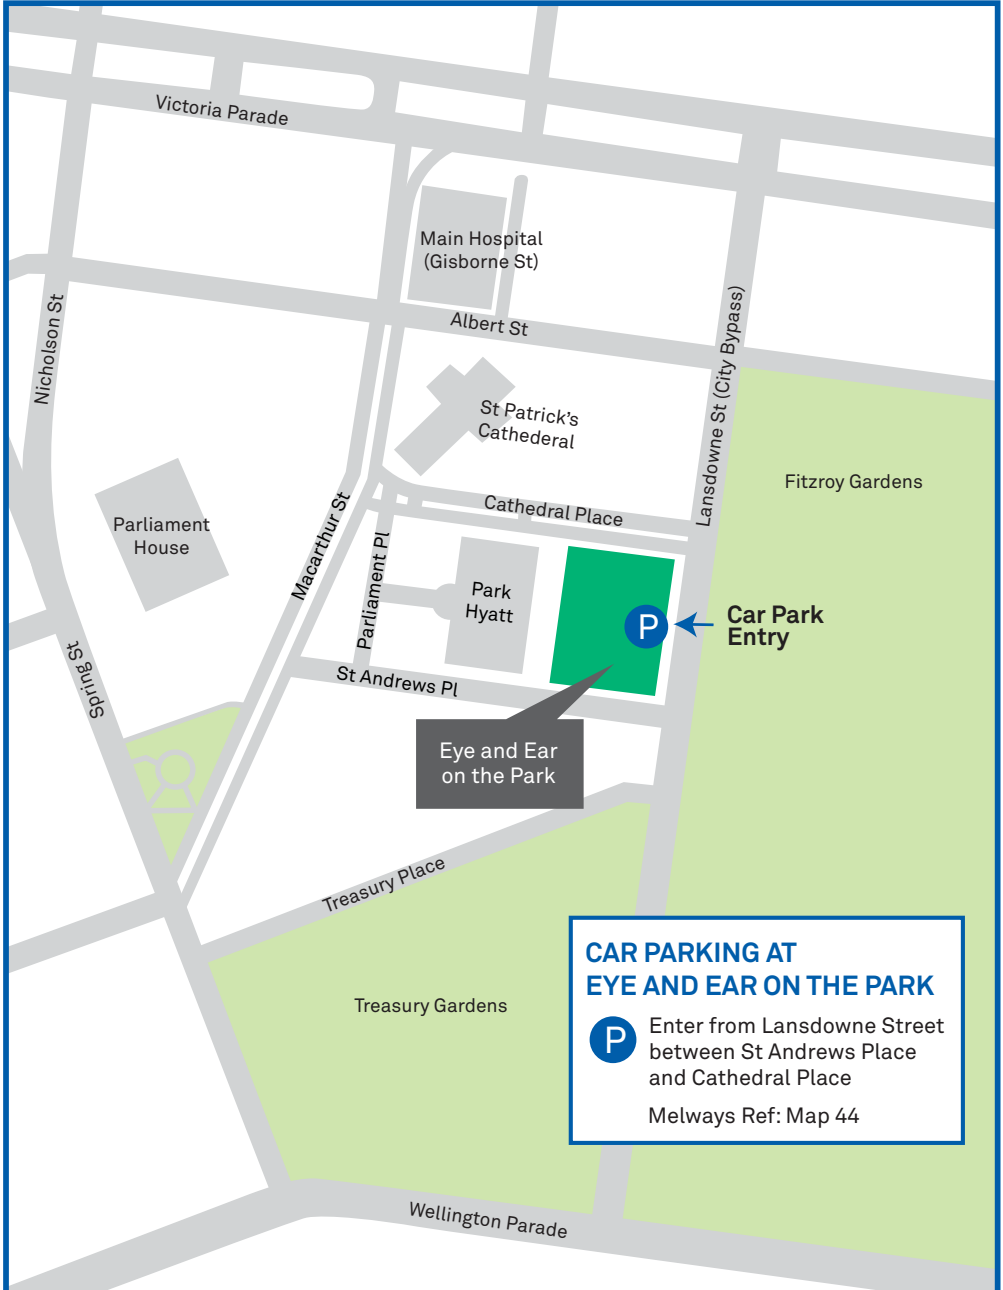 Victoria Parade
Main Hospital
(Gisborne St)
Nicholson St
Albert St
Lansdowne St (City Bypass)
St Patrick's
Cathederal
Fitzroy Gardens
Parliament
House
Macarthur St
Cathedral Place
Parliament Pl
Park
Hyatt
P
Car Park
Entry
Spring St
St Andrews Pl
Eye and Ear
on the Park
Treasury Place
Treasury Gardens
CAR PARKING AT
EYE AND EAR ON THE PARK
P
Enter from Lansdowne Street
between St Andrews Place
and Cathedral Place
Melways Ref: Map 44
Wellington Parade